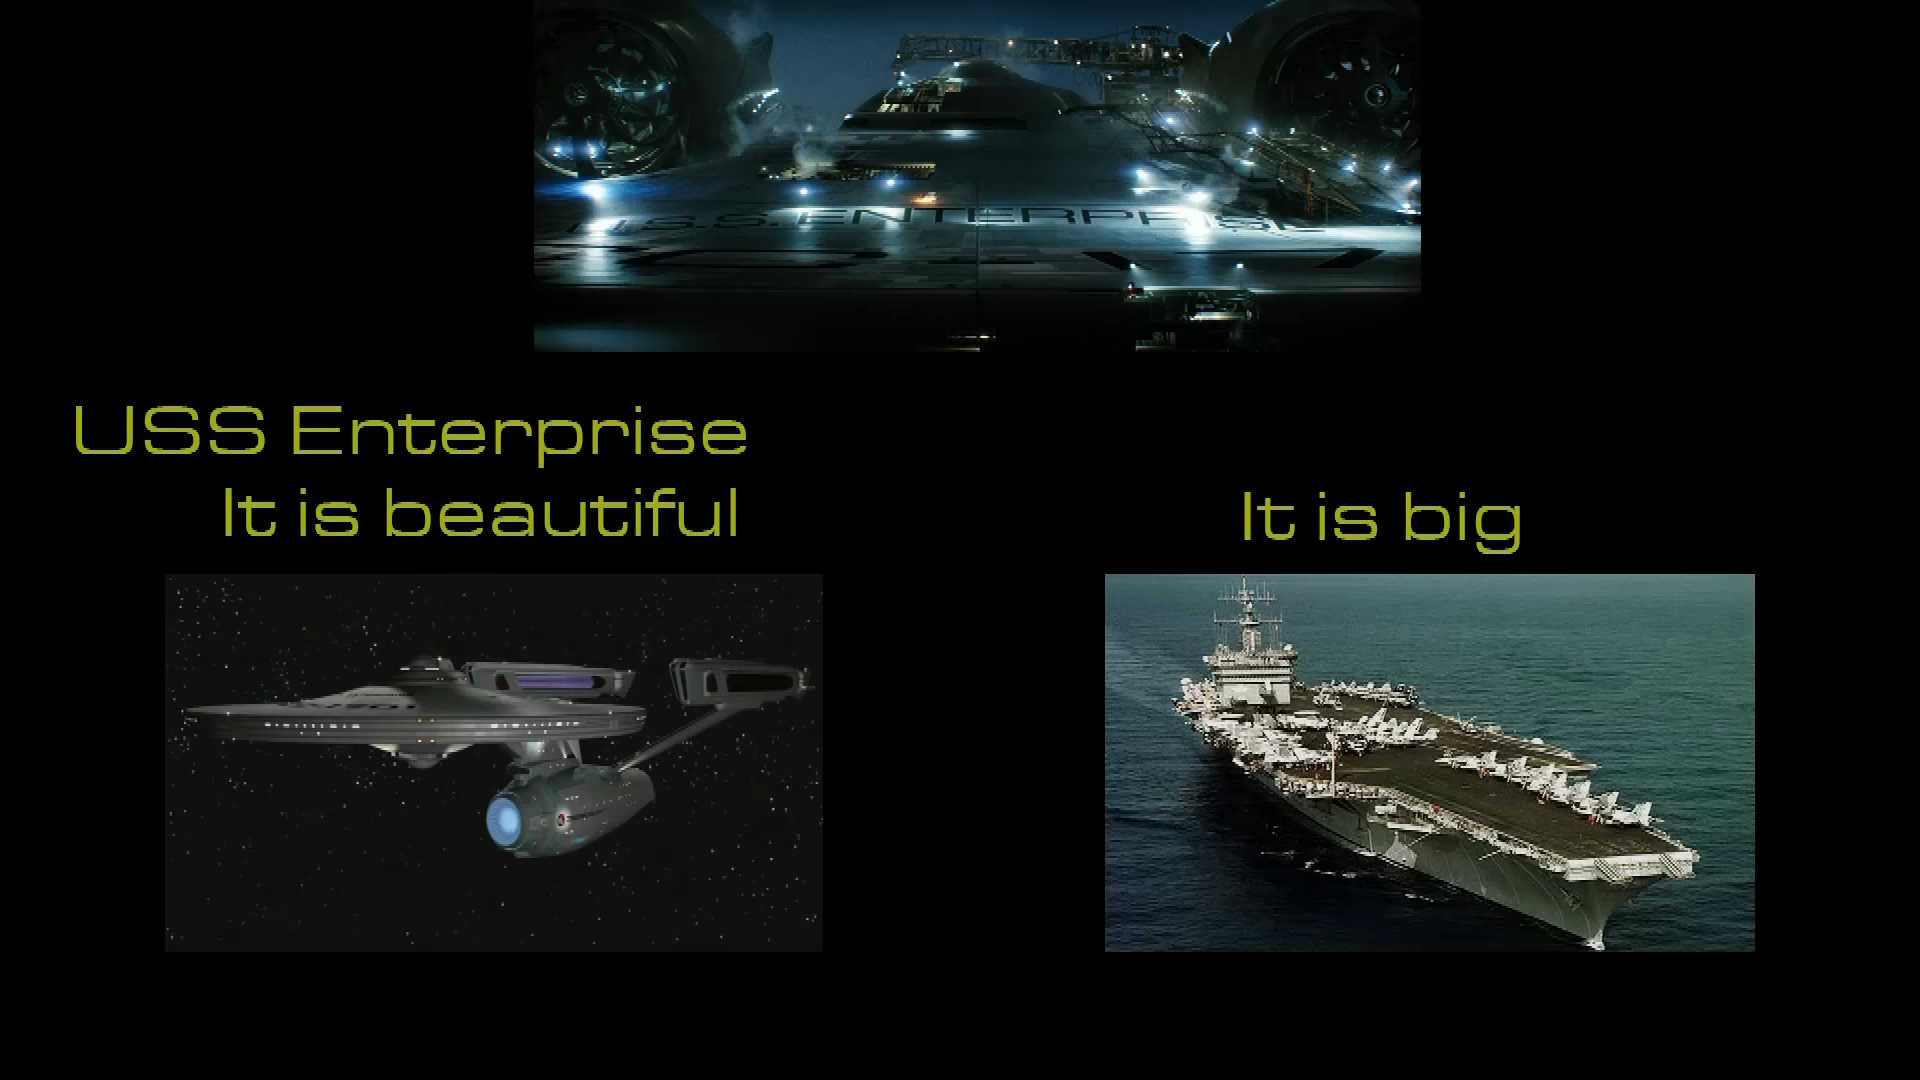 U.S.S. ENTERPRISE
USS Enterprise
It is beautiful
It is big